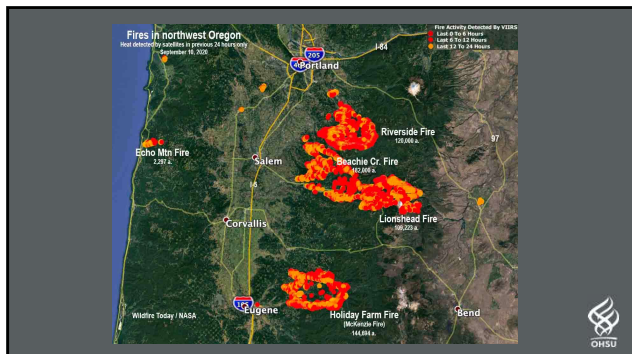 Fires in northwest Oregon
Heat detected by satellites in previous 24 hours only
September 10, 2020
Fire Activity Detected By VIIRS
Last 0 To 6 Hours
Last 6 To 12 Hours
Last 12 To 24 Hours
205
I-84
Portland
Riverside Fire
120,000 a.
97
Echo Mtn Fire
2,297 a.
Salem
Beachie Cr. Fire
182,000 a.
Lionshead Fire
109,223 a.
Corvallis
Eugene
Holiday Farm Fire
(McKenzie Fire)
144,694 a.
Bend
Wildfire Today / NASA
OHSU